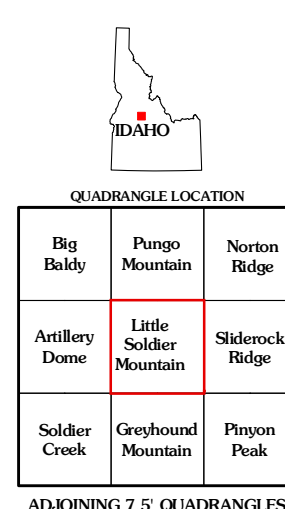 IDAHO
QUADRANGLE LOCATION
Big
Baldy
Pungo
Mountain
Norton
Ridge
Artillery
Dome
Little
Soldier
Mountain
Sliderock
Ridge
Soldier
Creek
Greyhound
Mountain
Pinyon
Peak
ADJOINING 7.5' QUADRANGLES